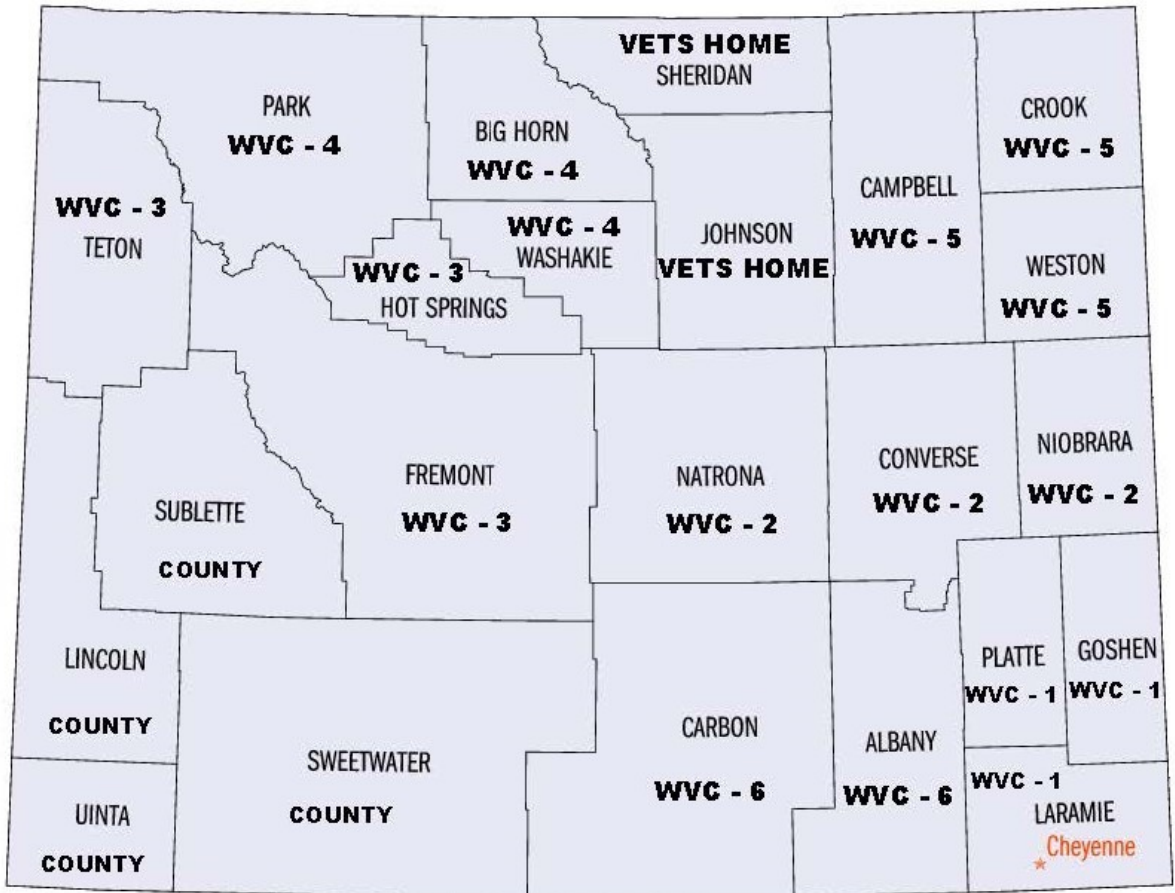 VETS HOME
SHERIDAN
PARK
WVC - 4
BIG HORN
WVC - 4
CROOK
WVC - 5
CAMPBELL
WVC - 5
WVC - 3
TETON
WVC - 4
WASHAKIE
JOHNSON
VETS HOME
WVC - 3
HOT SPRINGS
WESTON
WVC - 5
SUBLETTE
COUNTY
FREMONT
WVC - 3
NATRONA
WVC - 2
CONVERSE
WVC - 2
NIOBRARA
WVC - 2
LINCOLN
COUNTY
PLATTE
WVC - 1
GOSHEN
WVC - 1
SWEETWATER
COUNTY
CARBON
WVC - 6
ALBANY
WVC - 6
WVC - 1
LARAMIE
Cheyenne
UINTA
COUNTY